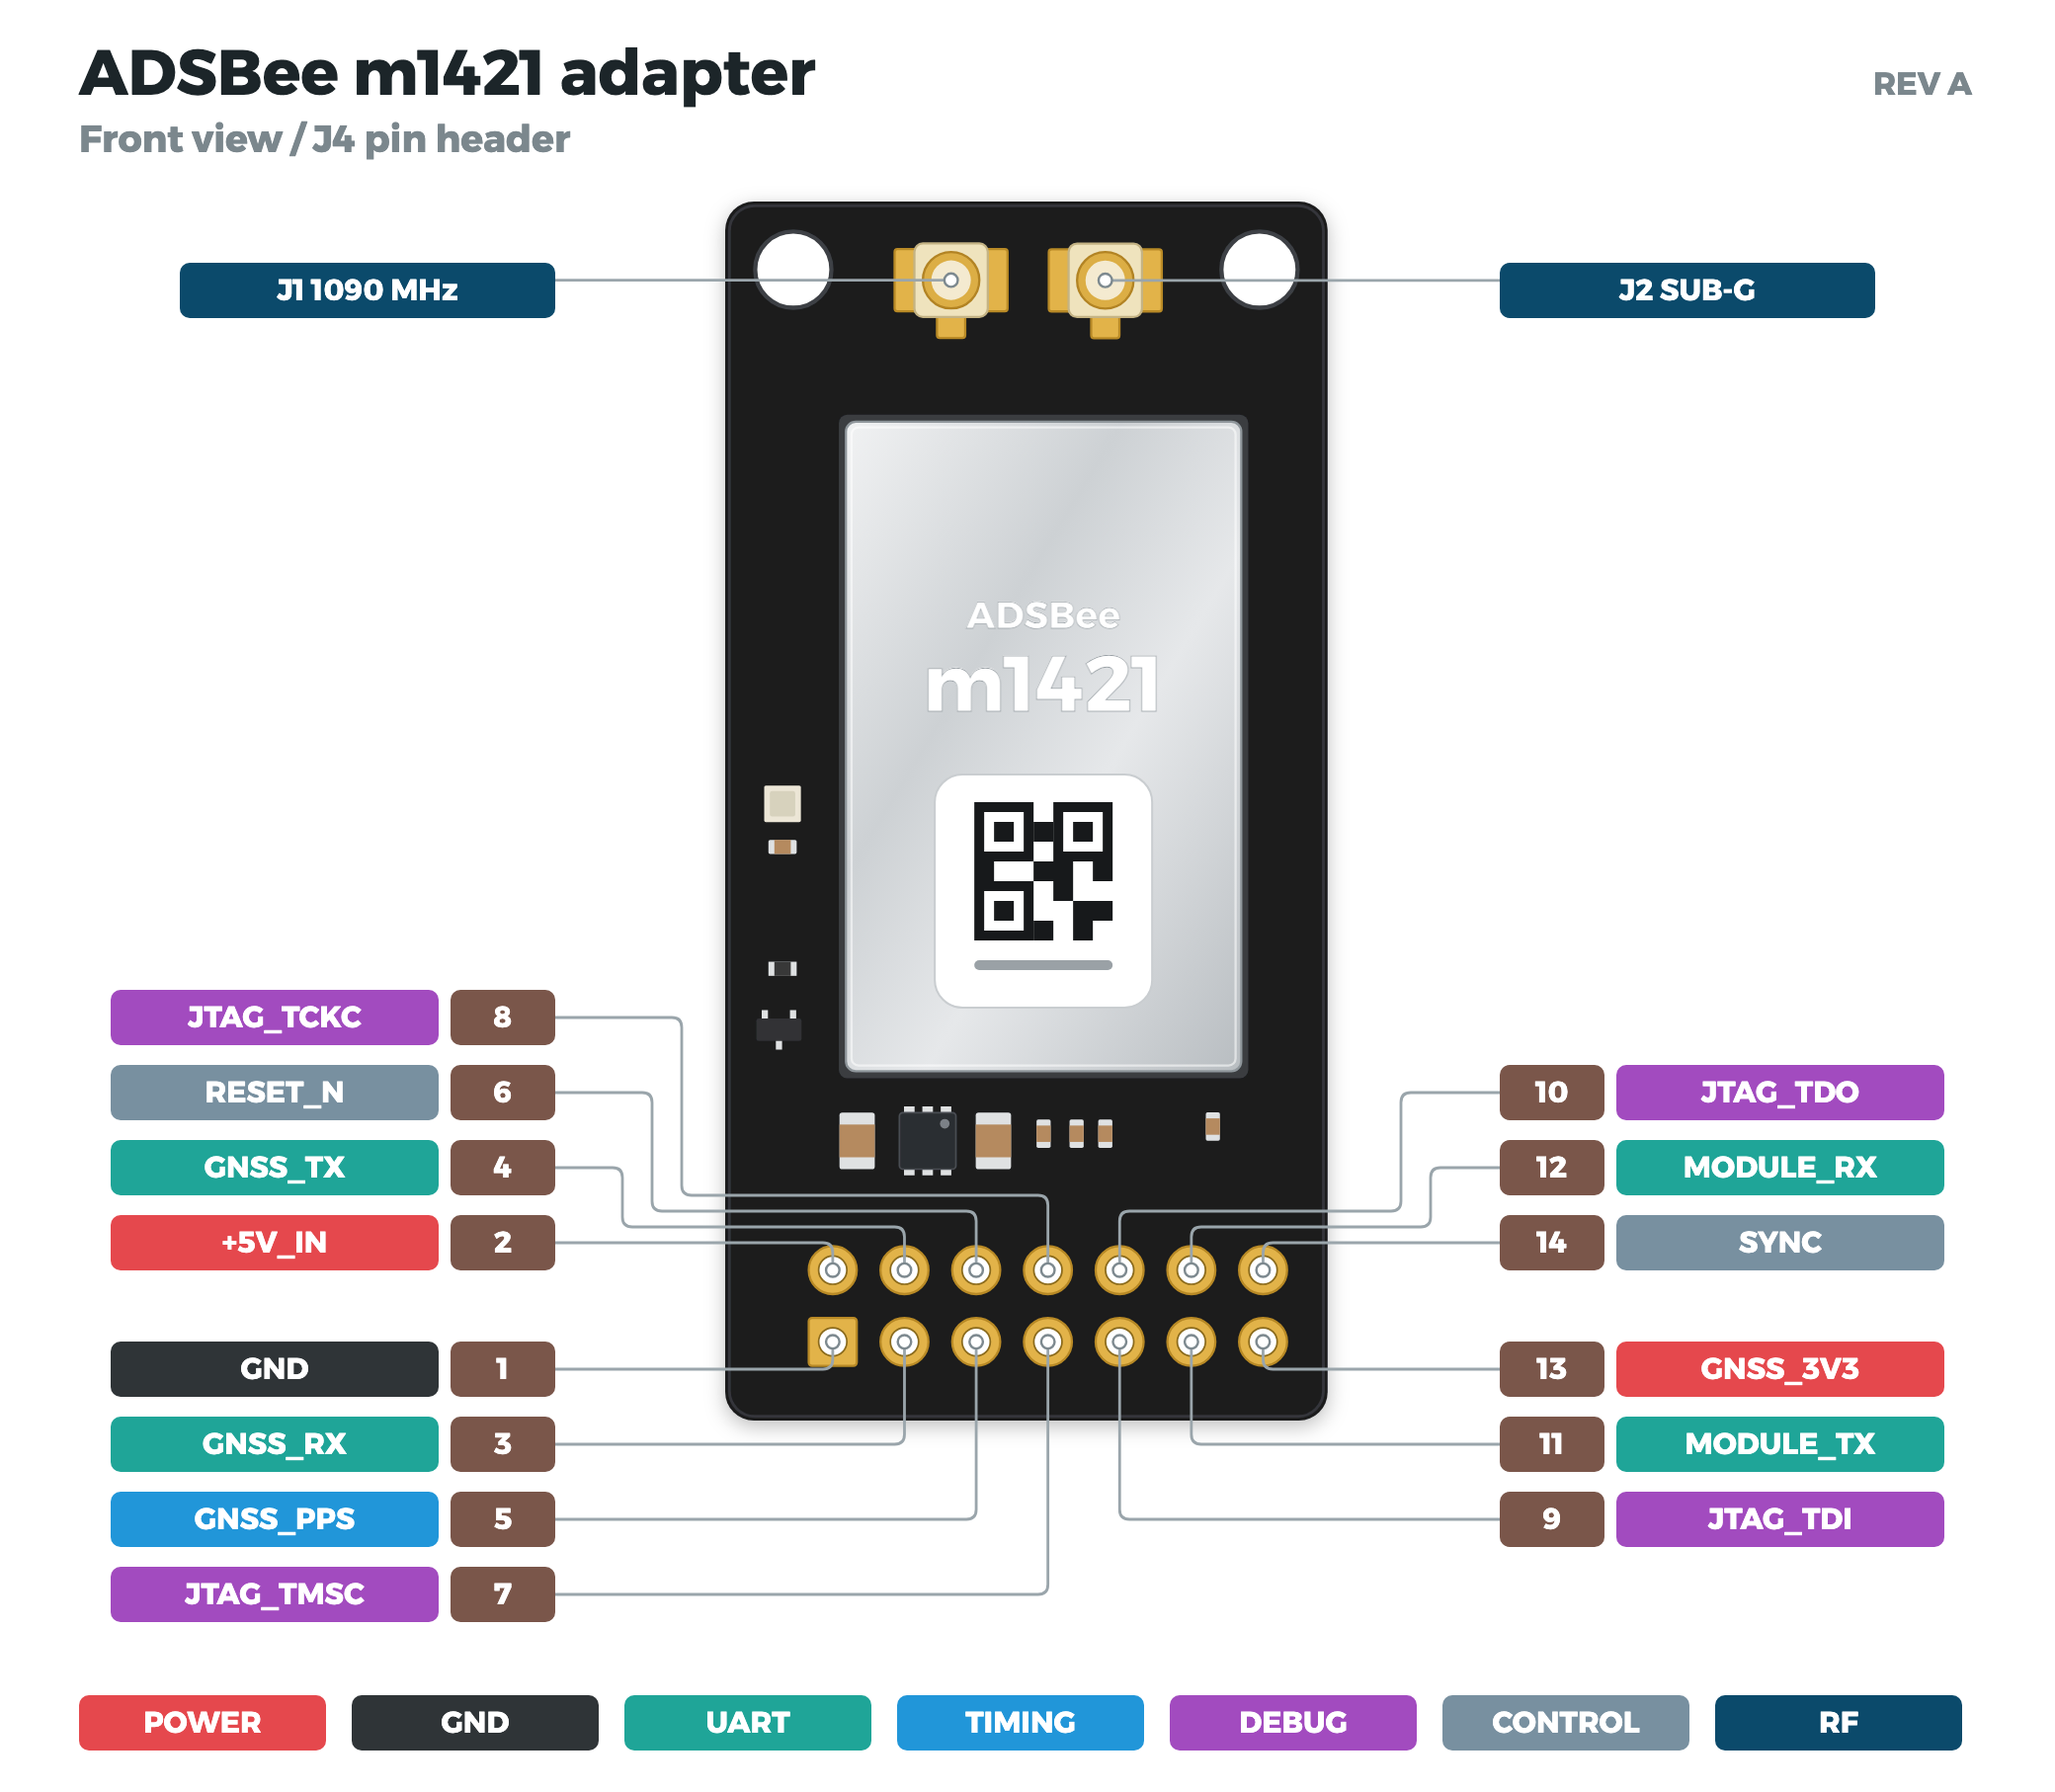 ADSBee m1421 adapter
REV A
Front view / J4 pin header
J1 1090 MHz
J2 SUB-G
ADSBee
m1421
JTAG_TCKC 8
RESET_N 6
GNSS_TX 4
+5V_IN 2
10 JTAG_TDO
12 MODULE_RX
14 SYNC
GND 1
GNSS_RX 3
GNSS_PPS 5
JTAG_TMSC 7
13 GNSS_3V3
11 MODULE_TX
9 JTAG_TDI
POWER
GND
UART
TIMING
DEBUG
CONTROL
RF